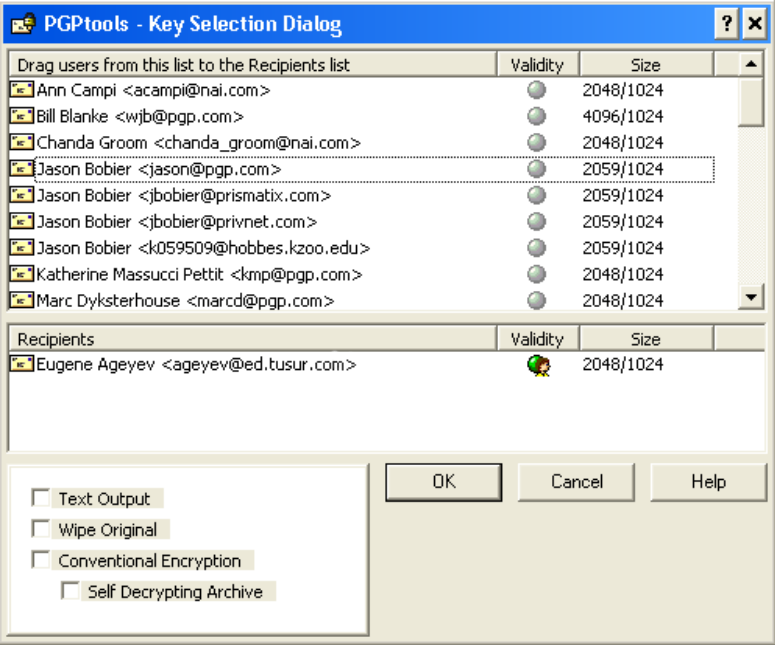 PGPtools - Key Selection Dialog
Drag users from this list to the Recipients list Validity Size
Ann Campi <acampi@nai.com> 2048/1024
Bill Blanke <wjb@pgp.com> 4096/1024
Chanda Groom <chanda_groom@nai.com> 2048/1024
Jason Bobier <jason@pgp.com> 2059/1024
Jason Bobier <jbobier@prismatix.com> 2059/1024
Jason Bobier <jbobier@privnet.com> 2059/1024
Jason Bobier <k059509@hobbes.kzoo.edu> 2059/1024
Katherine Massucci Pettit <kmp@pgp.com> 2048/1024
Marc Dyksterhouse <marcd@pgp.com> 2048/1024
Recipients Validity Size
Eugene Ageyev <ageyev@ed.tusur.com> 2048/1024
OK Cancel Help
Text Output
Wipe Original
Conventional Encryption
Self Decrypting Archive